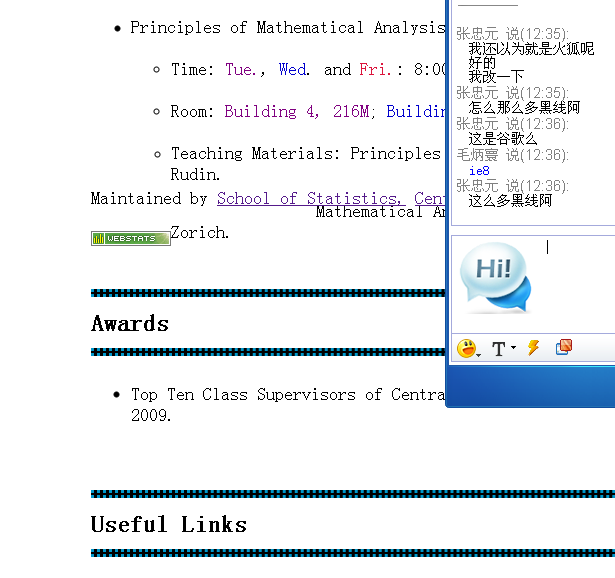 Principles of Mathematical Analysis
Time: Tue., Wed. and Fri.: 8:00
Room: Building 4, 216M; Buildin
Teaching Materials: Principles
Rudin.
Maintained by School of Statistics, Cent
Mathematical An
WEBSTATS
Zorich.
Awards
Top Ten Class Supervisors of Centra
2009.
Useful Links
张忠元 说(12:35):
我还以为就是火狐呢
好的
我改一下
张忠元 说(12:35):
怎么那么多黑线阿
张忠元 说(12:36):
这是谷歌么
毛炳寰 说(12:36):
ie8
张忠元 说(12:36):
这么多黑线阿
Hi!
T